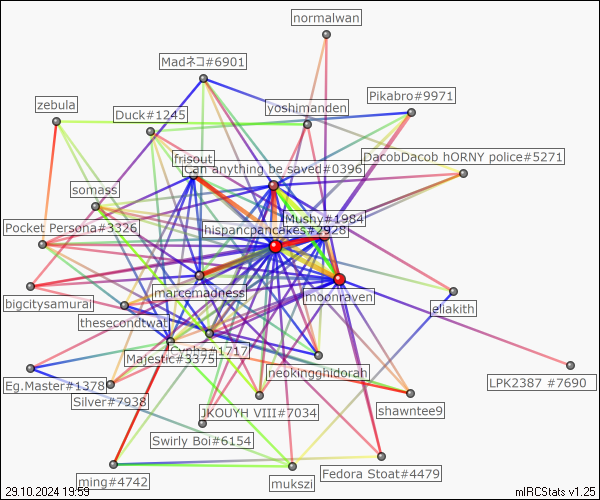 normalwan
Madネコ#6901
Pikabro#9971
zebula
yoshimanden
Duck#1245
frisout
DacobDacob hORNY police#5271
Can anything be saved#0396
somass
Mushy#1984
Pocket Persona#3326
hispancpancakes#2928
marcemadness
moonraven
bigcitysamurai
eliakith
thesecondtwat
Cypha#1717
Majestic#3375
neokingghidorah
Eg.Master#1378
LPK2387 #7690
Silver#7938
JKOUYH VIII#7034
shawntee9
Swirly Boi#6154
Fedora Stoat#4479
ming#4742
mukszi
29.10.2024 19:59
mIRCStats v1.25